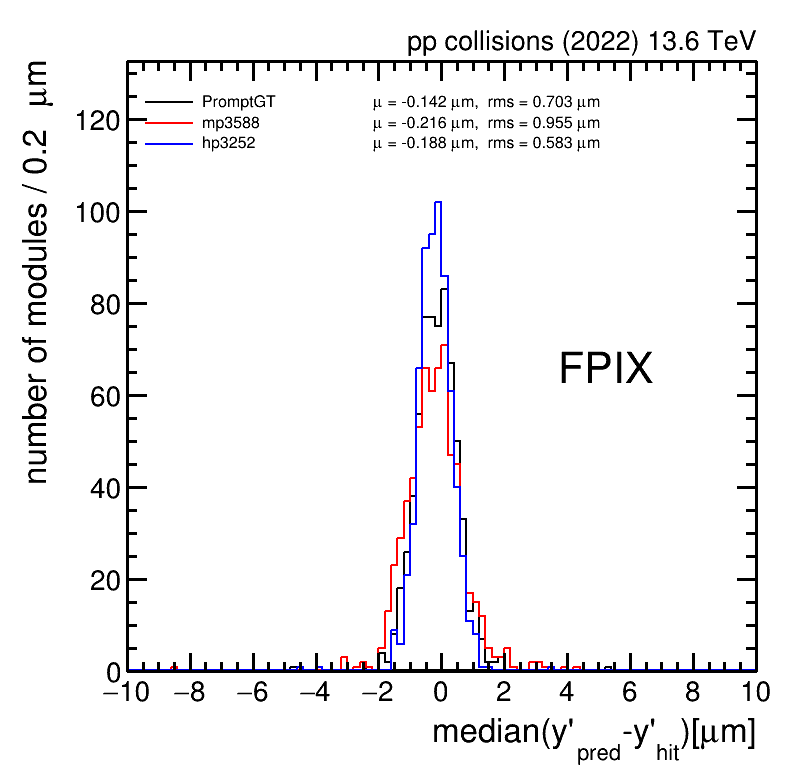 pp collisions (2022) 13.6 TeV
number of modules / 0.2 μm
PromptGT μ = -0.142 μm, rms = 0.703 μm
mp3588 μ = -0.216 μm, rms = 0.955 μm
hp3252 μ = -0.188 μm, rms = 0.583 μm
120
100
80
60
40
20
0
FPIX
−10 −8 −6 −4 −2 0 2 4 6 8 10
median(y'pred-y'hit)[μm]